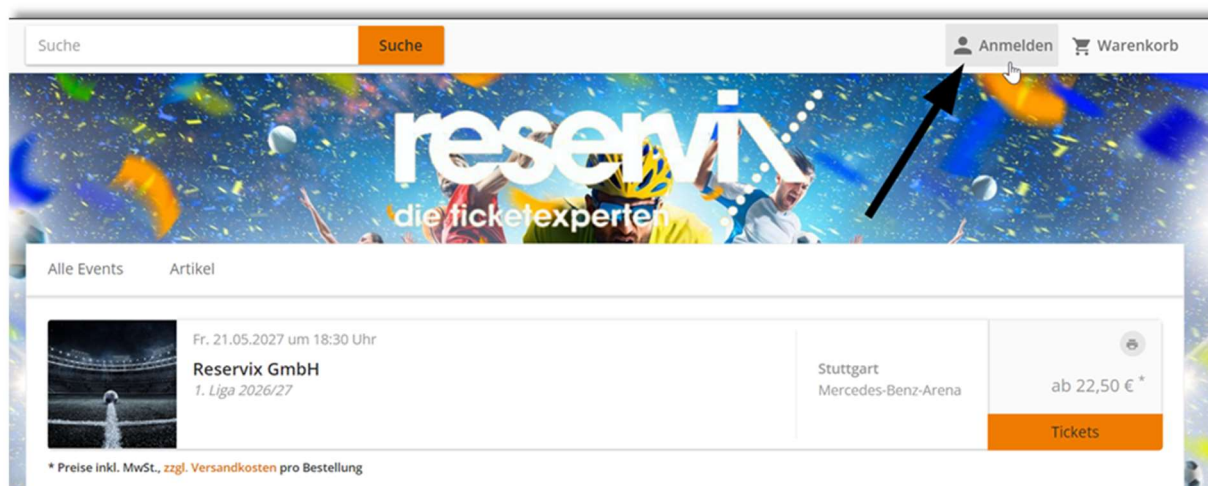 Suche
Suche
Anmelden
Warenkorb
reservix
die ticketexperten
Alle Events
Artikel
Fr. 21.05.2027 um 18:30 Uhr
Reservix GmbH
1. Liga 2026/27
Stuttgart
Mercedes-Benz-Arena
ab 22,50 € *
Tickets
* Preise inkl. MwSt., zzgl. Versandkosten pro Bestellung